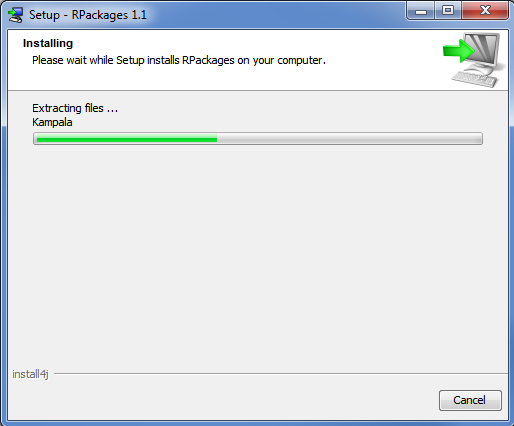 Setup - RPackages 1.1
Installing
Please wait while Setup installs RPackages on your computer.
Extracting files ...
Kampala
install4j
Cancel